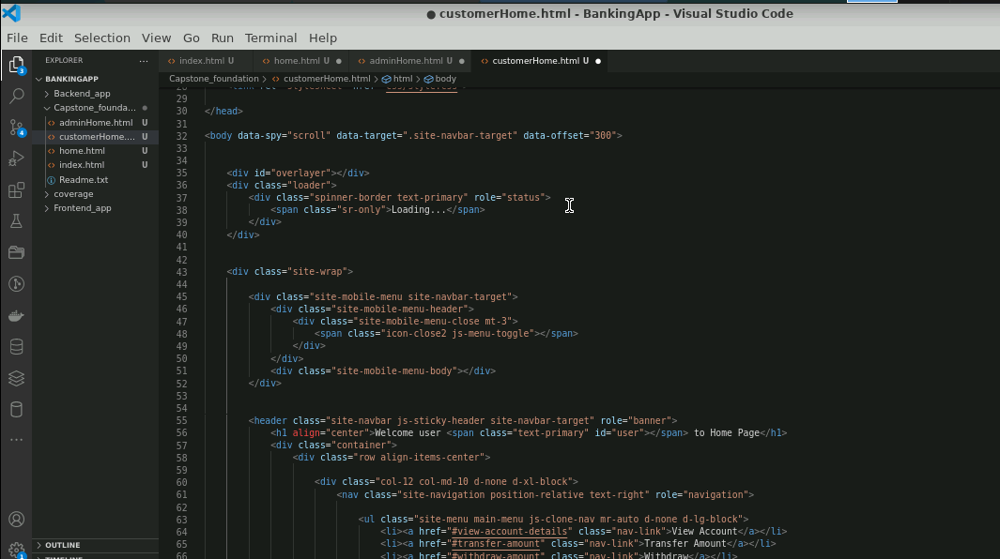 ● customerHome.html - BankingApp - Visual Studio Code
File Edit Selection View Go Run Terminal Help
EXPLORER ...
index.html U
home.html U ●
adminHome.html U ●
customerHome.html U ●
Capstone_foundation > customerHome.html > html > body
BANKINGAPP
Backend_app
Capstone_founda...
adminHome.html U
customerHome.... U
home.html U
index.html U
Readme.txt
coverage
Frontend_app
3
4
OUTLINE
1
29
30 </head>
31
32 <body data-spy="scroll" data-target=".site-navbar-target" data-offset="300">
33
34
35 <div id="overlayer"></div>
36 <div class="loader">
37 <div class="spinner-border text-primary" role="status">
38 <span class="sr-only">Loading...</span>
39 </div>
40 </div>
41
42
43 <div class="site-wrap">
44
45 <div class="site-mobile-menu site-navbar-target">
46 <div class="site-mobile-menu-header">
47 <div class="site-mobile-menu-close mt-3">
48 <span class="icon-close2 js-menu-toggle"></span>
49 </div>
50 </div>
51 <div class="site-mobile-menu-body"></div>
52 </div>
53
54
55 <header class="site-navbar js-sticky-header site-navbar-target" role="banner">
56 <h1 align="center">Welcome user <span class="text-primary" id="user"></span> to Home Page</h1>
57 <div class="container">
58 <div class="row align-items-center">
59
60 <div class="col-12 col-md-10 d-none d-xl-block">
61 <nav class="site-navigation position-relative text-right" role="navigation">
62
63 <ul class="site-menu main-menu js-clone-nav mr-auto d-none d-lg-block">
64 <li><a href="#view-account-details" class="nav-link">View Account</a></li>
65 <li><a href="#transfer-amount" class="nav-link">Transfer Amount</a></li>
66 <li><a href="#withdraw-amount" class="nav-link">Withdraw</a></li>